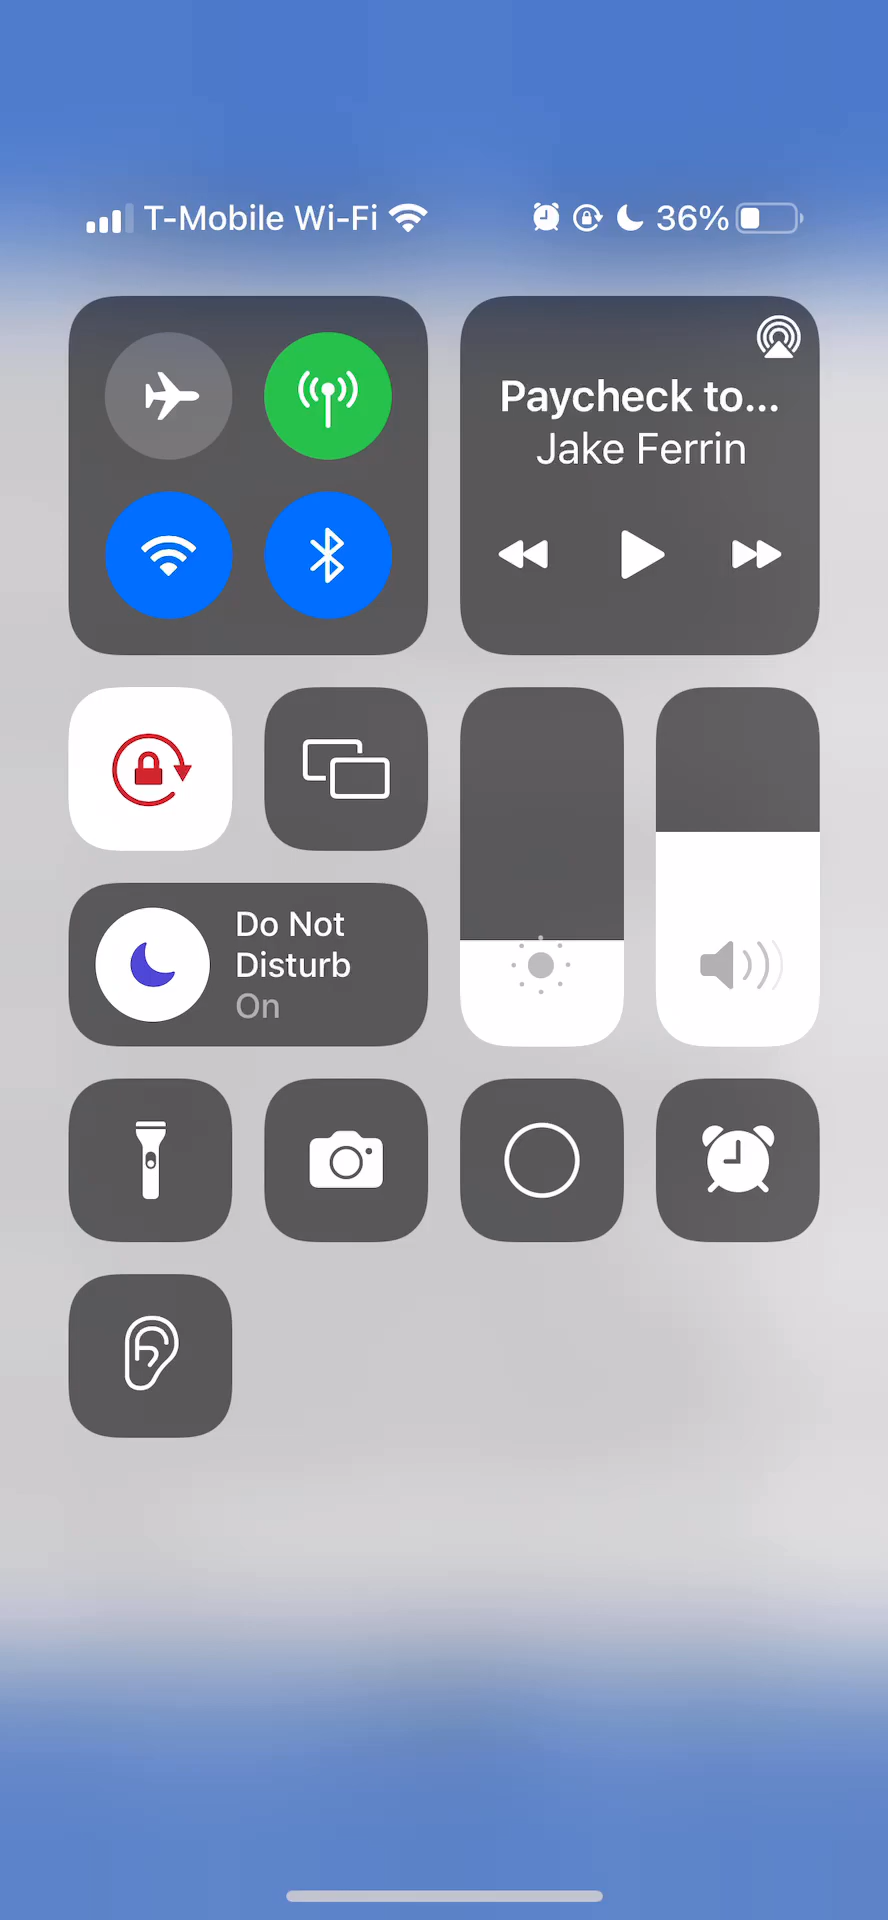 T-Mobile Wi-Fi 36%
Paycheck to...
Jake Ferrin
Do Not
Disturb
On